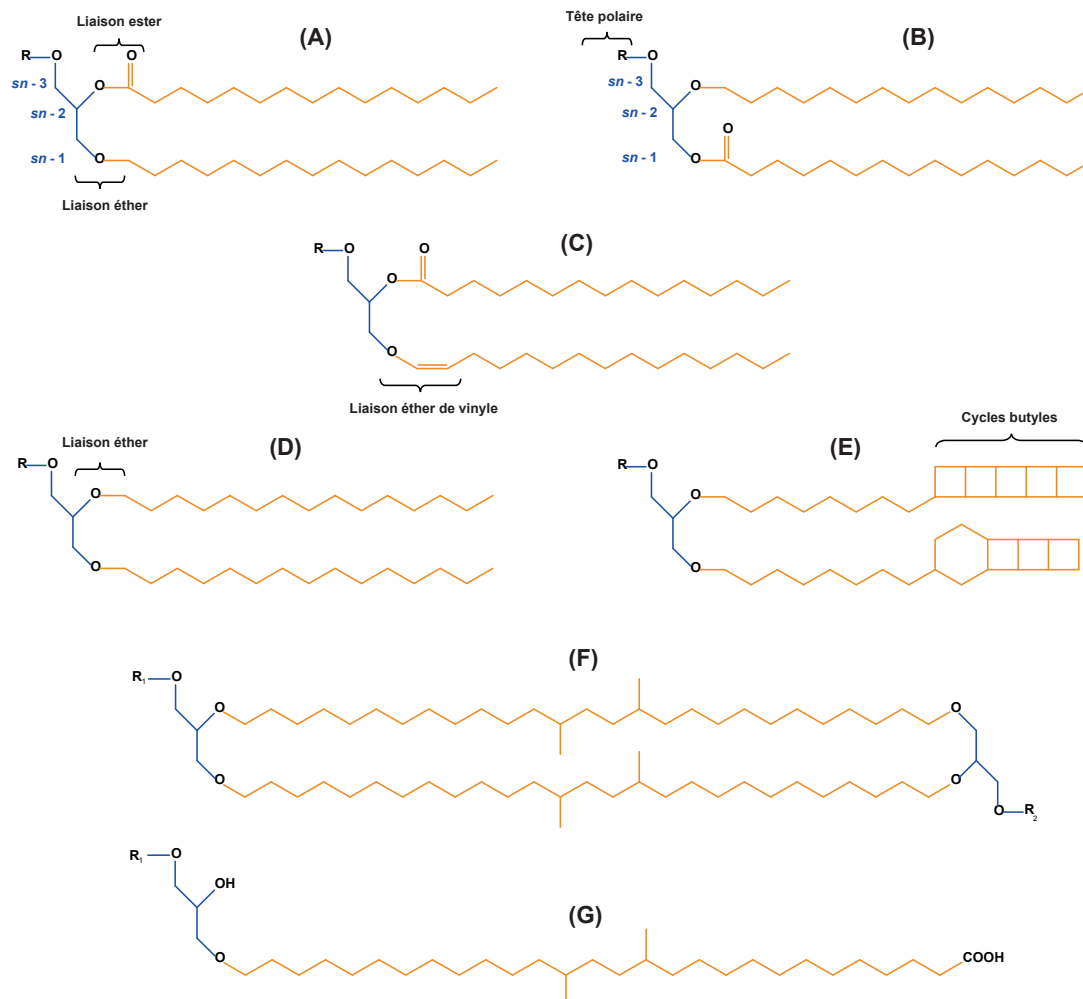 Liaison ester
(A)
R O O
sn - 3
O
sn - 2
sn - 1
O
Liaison éther
Tête polaire
(B)
R O
sn - 3
O
sn - 2
O
sn - 1
O
(C)
R O O
O
O
Liaison éther de vinyle
Liaison éther
(D)
R O
O
O
Cycles butyles
(E)
R O
O
O
(F)
R1 O
O O
O O
O R2
R1 O
OH
(G)
O
COOH